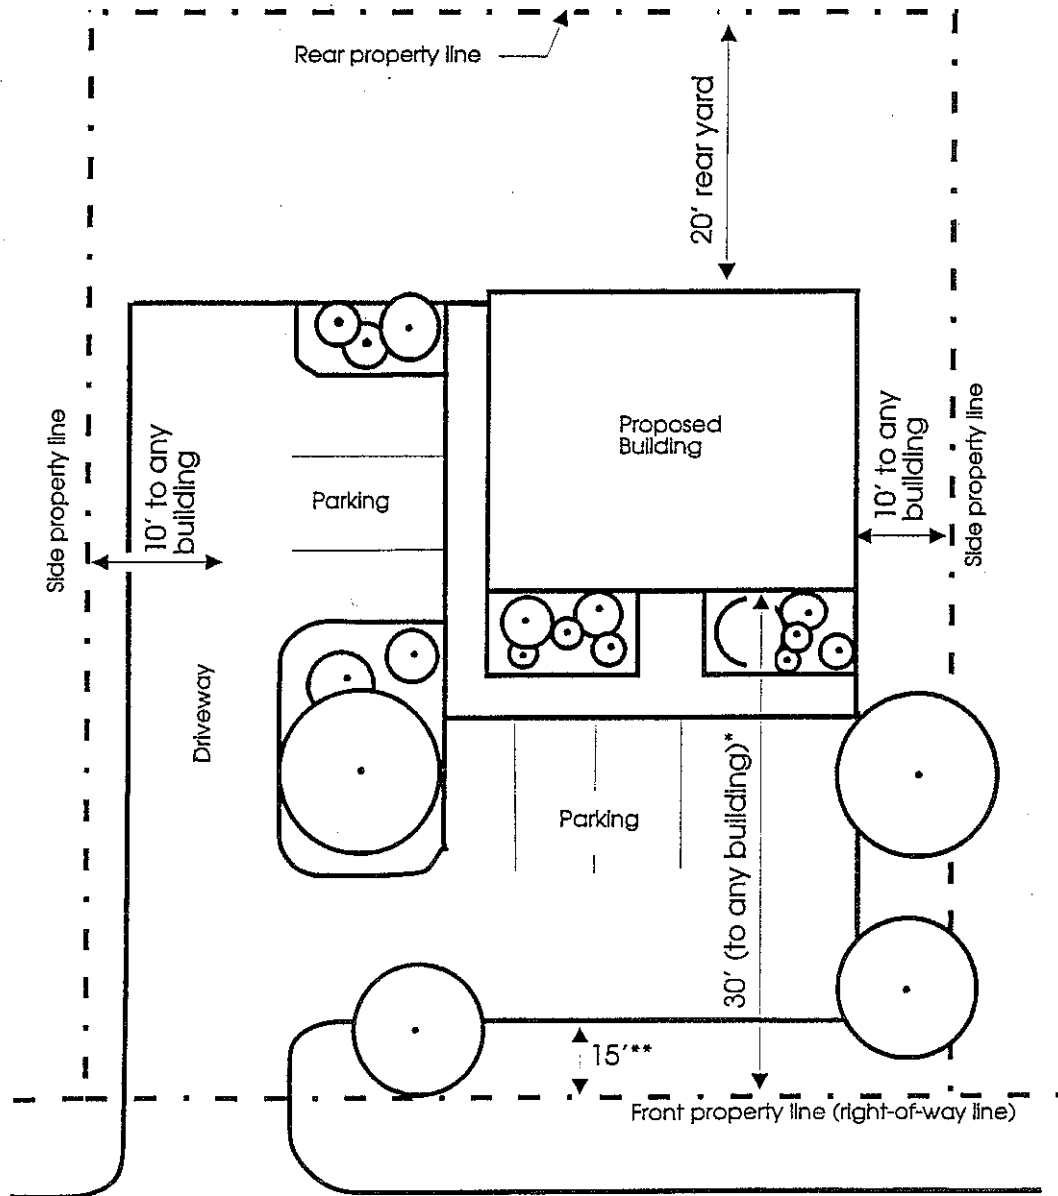 Rear property line
20' rear yard
Side property line
10' to any
building
Proposed
Building
10' to any
building
Side property line
Parking
Driveway
Parking
30' (to any building)*
15'**
Front property line (right-of-way line)